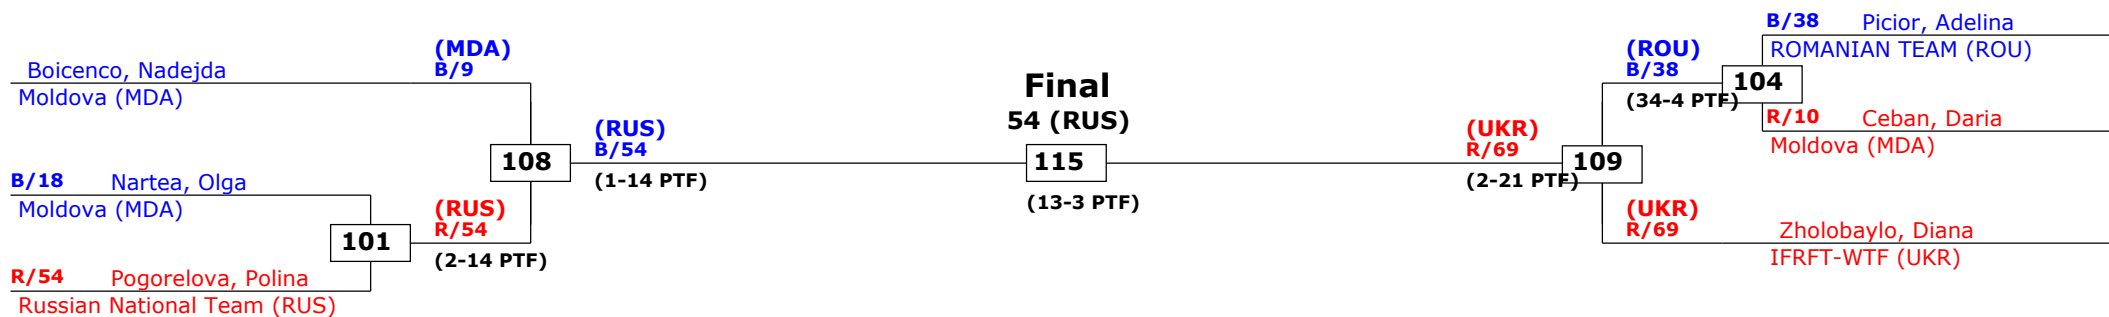 Boicenco, Nadejda
Moldova (MDA)
B/18 Nartea, Olga
Moldova (MDA)
R/54 Pogorelova, Polina
Russian National Team (RUS)
101
(MDA)
B/9
(RUS)
R/54
(2-14 PTF)
108
(RUS)
B/54
(1-14 PTF)
Final
54 (RUS)
115
(13-3 PTF)
(UKR)
R/69
(2-21 PTF)
109
(ROU)
B/38
(34-4 PTF)
(UKR)
R/69
104
B/38 Picior, Adelina
ROMANIAN TEAM (ROU)
R/10 Ceban, Daria
Moldova (MDA)
Zholobaylo, Diana
IFRFT-WTF (UKR)